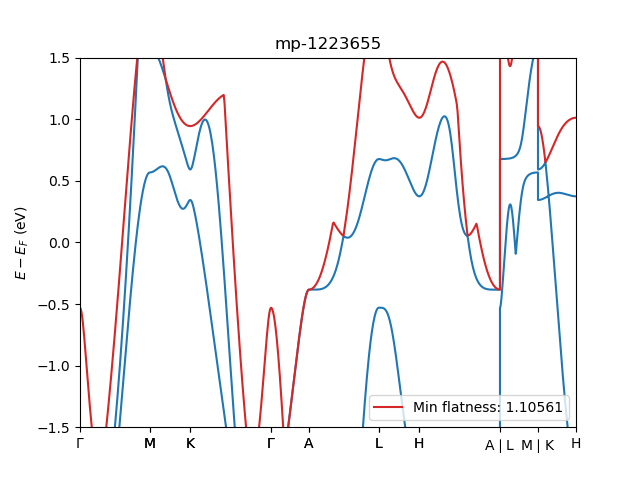 mp-1223655
1.5
1.0
0.5
0.0
−0.5
−1.0
−1.5
E − E_F (eV)
Min flatness: 1.10561
Γ M K Γ A L H A | L M | K H